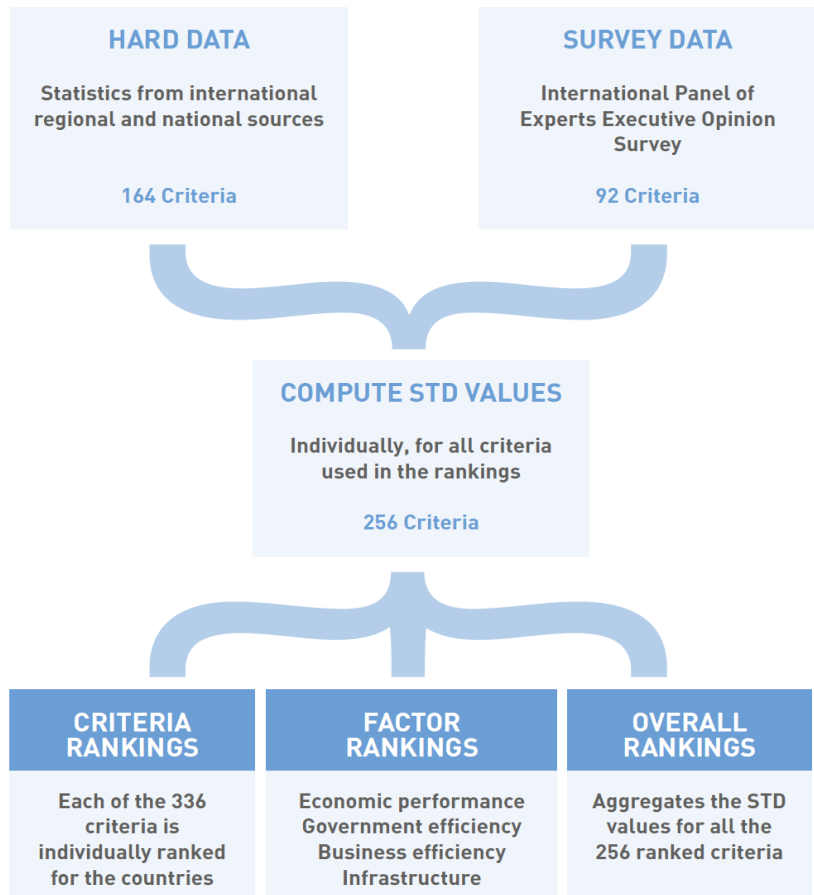 HARD DATA
Statistics from international
regional and national sources
164 Criteria
SURVEY DATA
International Panel of
Experts Executive Opinion
Survey
92 Criteria
COMPUTE STD VALUES
Individually, for all criteria
used in the rankings
256 Criteria
CRITERIA
RANKINGS
Each of the 336
criteria is
individually ranked
for the countries
FACTOR
RANKINGS
Economic performance
Government efficiency
Business efficiency
Infrastructure
OVERALL
RANKINGS
Aggregates the STD
values for all the
256 ranked criteria